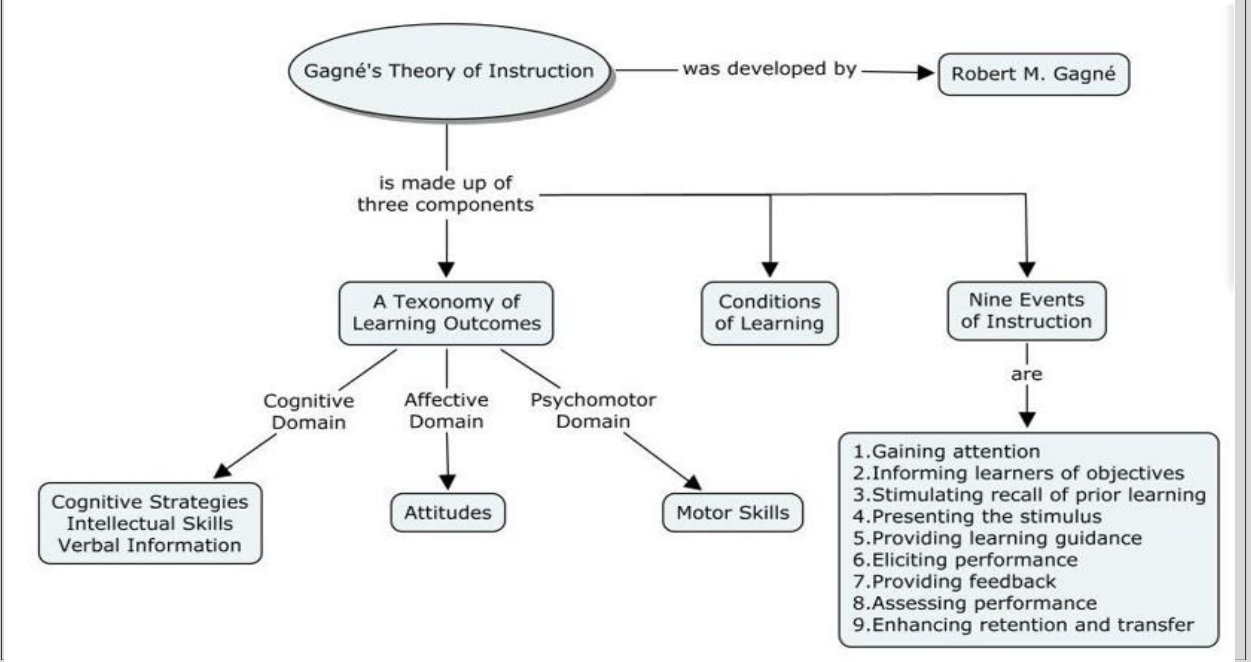 Gagné's Theory of Instruction
was developed by
Robert M. Gagné
is made up of
three components
A Texonomy of
Learning Outcomes
Conditions
of Learning
Nine Events
of Instruction
are
Cognitive
Domain
Affective
Domain
Psychomotor
Domain
Cognitive Strategies
Intellectual Skills
Verbal Information
Attitudes
Motor Skills
1.Gaining attention
2.Informing learners of objectives
3.Stimulating recall of prior learning
4.Presenting the stimulus
5.Providing learning guidance
6.Eliciting performance
7.Providing feedback
8.Assessing performance
9.Enhancing retention and transfer